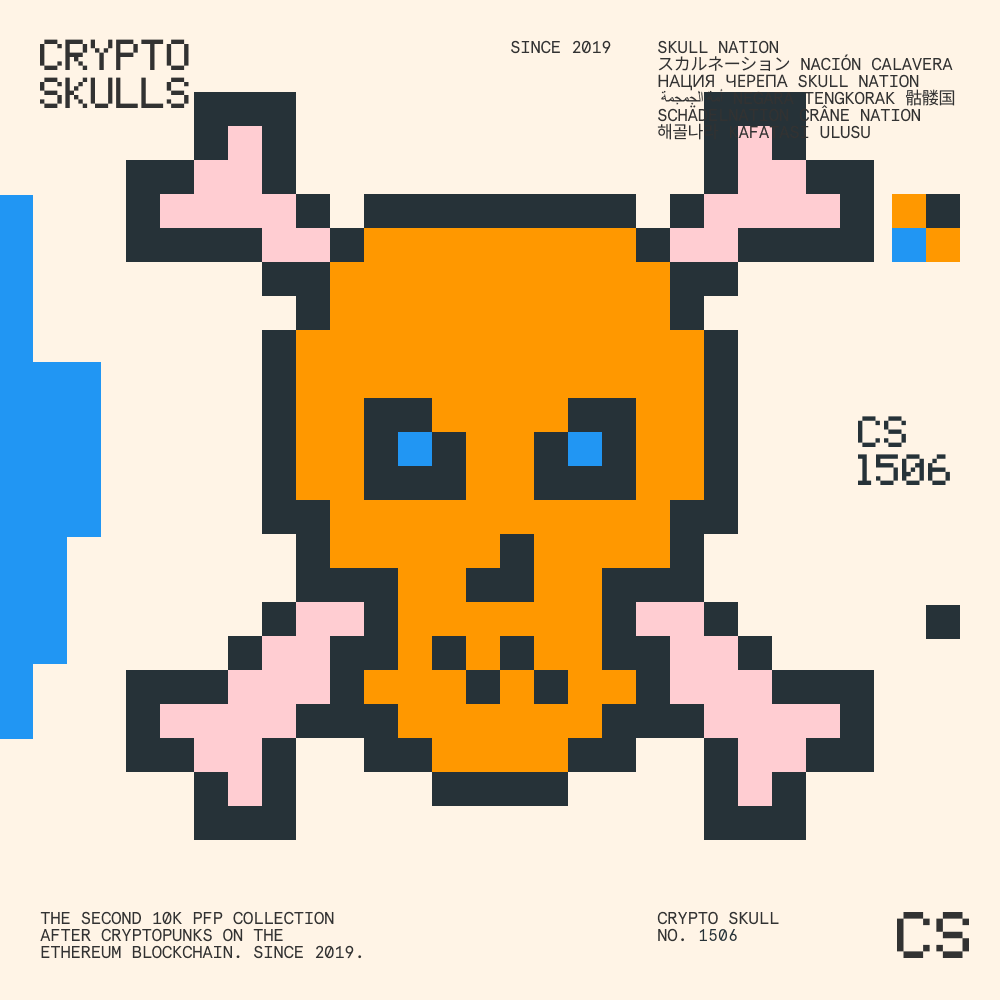 CRYPTO
SKULLS
SINCE 2019
SKULL NATION
スカルネーション NACIÓN CALAVERA
НАЦИЯ ЧЕРЕПА SKULL NATION
الجمجمة TENGKORAK 骷髅国
CRÂNE NATION
해골 ULUSU
CS
1506
THE SECOND 10K PFP COLLECTION
AFTER CRYPTOPUNKS ON THE
ETHEREUM BLOCKCHAIN. SINCE 2019.
CRYPTO SKULL
NO. 1506
CS